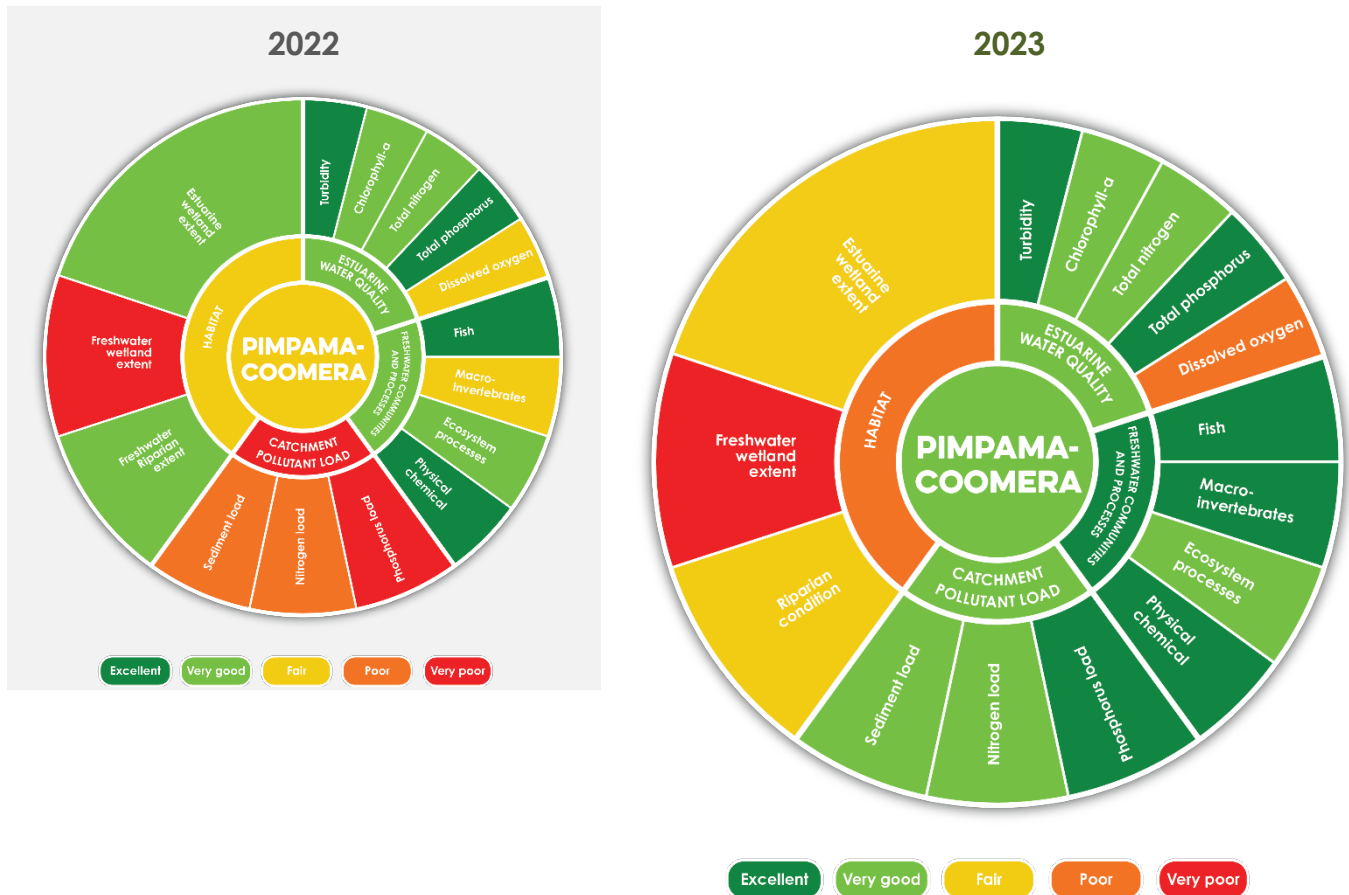 2022
Turbidity
Chlorophyll-a
Total nitrogen
Total phosphorus
Dissolved oxygen
Fish
Macro-
invertebrates
Ecosystem
processes
Physical
chemical
Phosphorus load
Nitrogen load
Sediment load
Freshwater
Riparian
extent
Freshwater
wetland
extent
Estuarine
wetland
extent
ESTUARINE
WATER QUALITY
FRESHWATER COMMUNITIES
AND PROCESSES
CATCHMENT
POLLUTANT LOAD
HABITAT
PIMPAMA-
COOMERA
Excellent
Very good
Fair
Poor
Very poor
2023
Turbidity
Chlorophyll-a
Total nitrogen
Total phosphorus
Dissolved oxygen
Fish
Macro-
invertebrates
Ecosystem
processes
Physical
chemical
Phosphorus load
Nitrogen load
Sediment load
Riparian
condition
Freshwater
wetland
extent
Estuarine
wetland
extent
ESTUARINE
WATER QUALITY
FRESHWATER COMMUNITIES
AND PROCESSES
CATCHMENT
POLLUTANT LOAD
HABITAT
PIMPAMA-
COOMERA
Excellent
Very good
Fair
Poor
Very poor